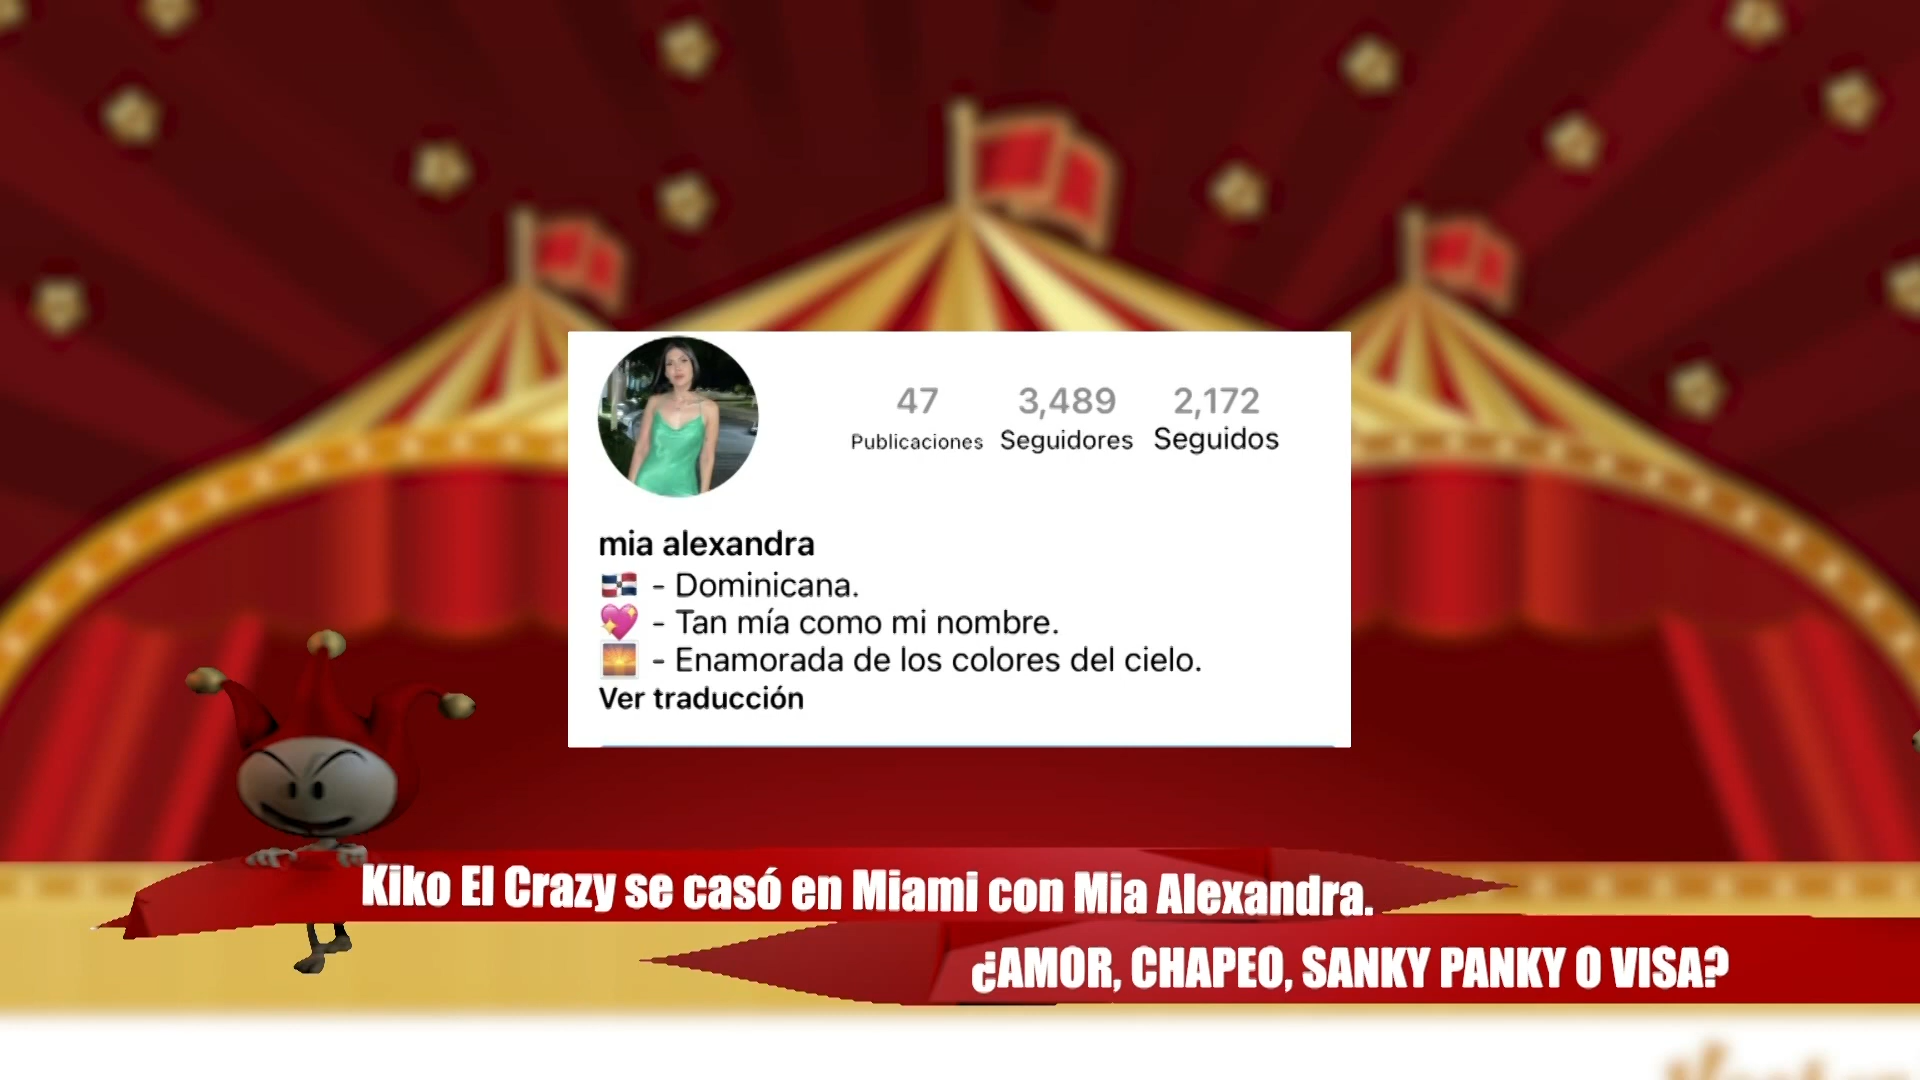 47 3,489 2,172
Publicaciones Seguidores Seguidos
mia alexandra
🇩🇴 - Dominicana.
💖 - Tan mía como mi nombre.
🌅 - Enamorada de los colores del cielo.
Ver traducción
Kiko El Crazy se casó en Miami con Mia Alexandra.
¿AMOR, CHAPEO, SANKY PANKY O VISA?